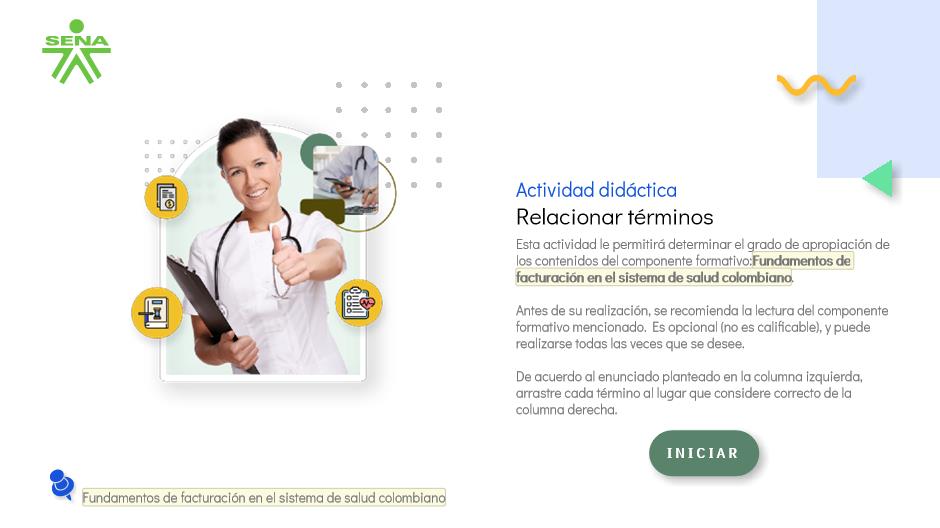 SENA
Actividad didáctica
Relacionar términos
Esta actividad le permitirá determinar el grado de apropiación de
los contenidos del componente formativo:Fundamentos de
facturación en el sistema de salud colombiano.
Antes de su realización, se recomienda la lectura del componente
formativo mencionado. Es opcional (no es calificable), y puede
realizarse todas las veces que se desee.
De acuerdo al enunciado planteado en la columna izquierda,
arrastre cada término al lugar que considere correcto de la
columna derecha.
INICIAR
Fundamentos de facturación en el sistema de salud colombiano